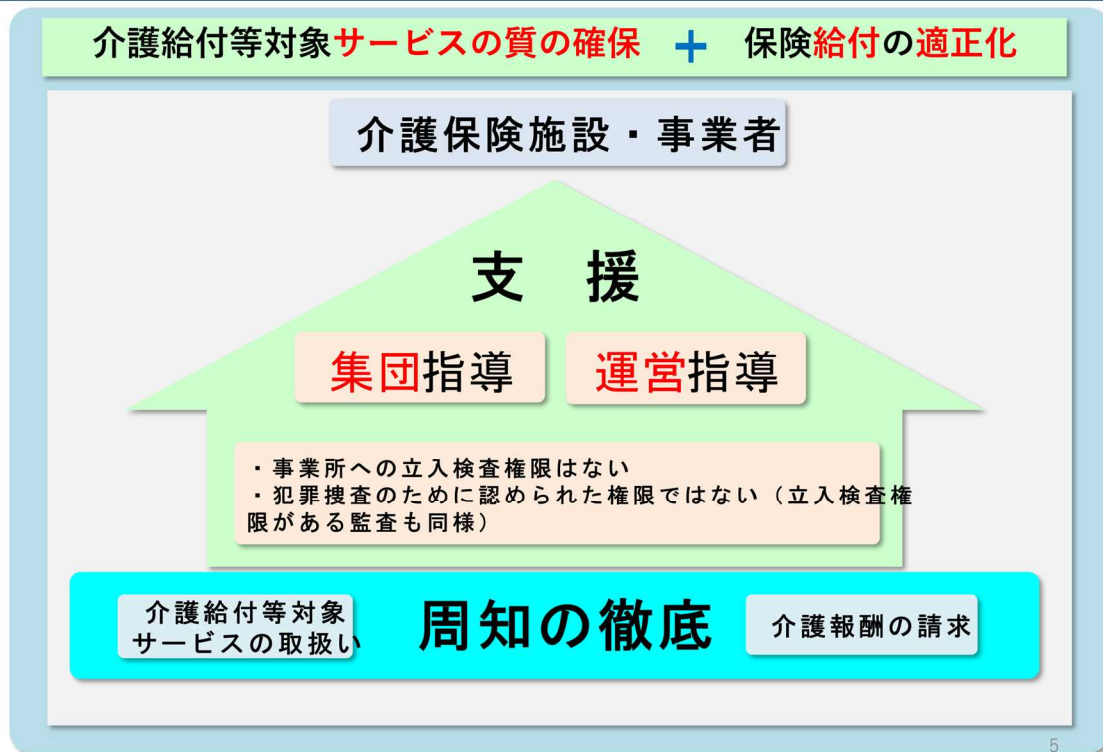 介護給付等対象サービスの質の確保 + 保険給付の適正化
介護保険施設・事業者
支 援
集団指導 運営指導
・事業所への立入検査権限はない
・犯罪捜査のために認められた権限ではない（立入検査権
限がある監査も同様）
介護給付等対象
サービスの取扱い
周知の徹底
介護報酬の請求
5